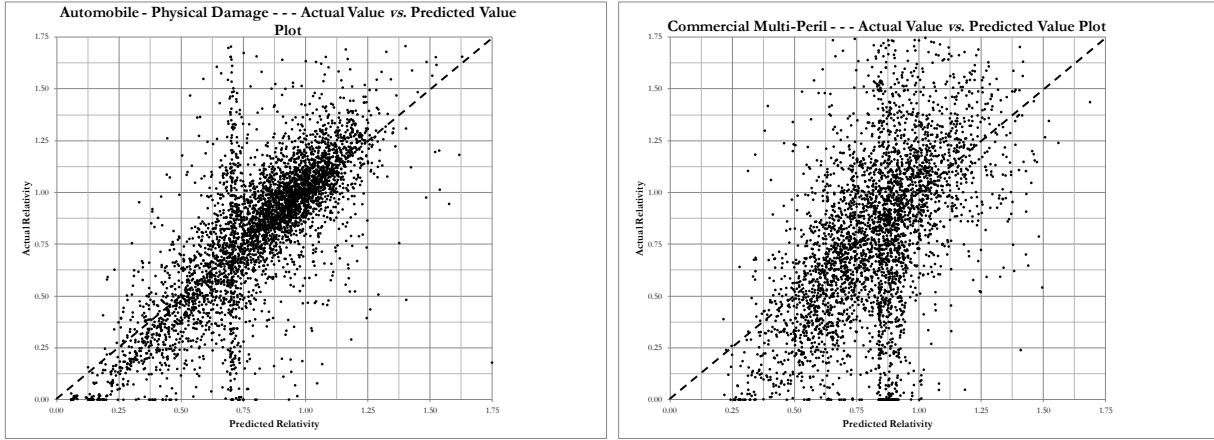 Automobile - Physical Damage - - - Actual Value vs. Predicted Value
Plot
1.75
1.50
1.25
1.00
0.75
0.50
0.25
0.00
Actual Relativity
0.00 0.25 0.50 0.75 1.00 1.25 1.50 1.75
Predicted Relativity
Commercial Multi-Peril - - - Actual Value vs. Predicted Value Plot
1.75
1.50
1.25
1.00
0.75
0.50
0.25
0.00
Actual Relativity
0.00 0.25 0.50 0.75 1.00 1.25 1.50 1.75
Predicted Relativity